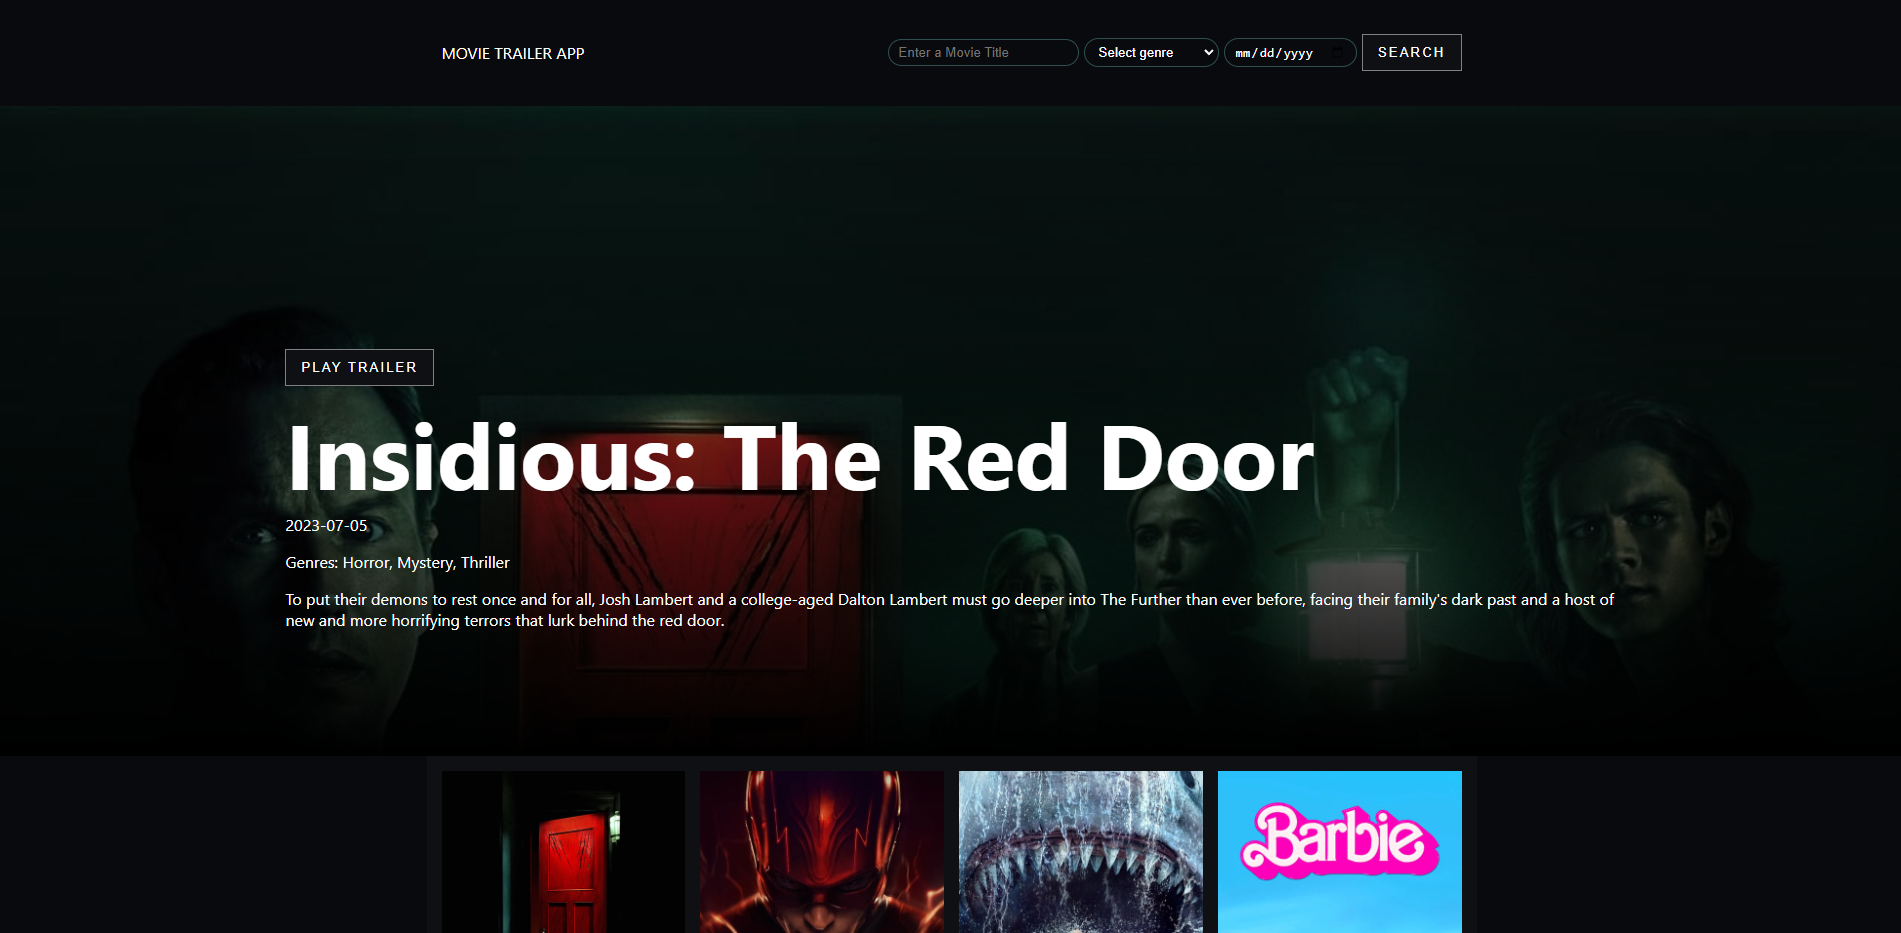 MOVIE TRAILER APP
Enter a Movie Title
Select genre
mm/dd/yyyy
SEARCH
PLAY TRAILER
Insidious: The Red Door
2023-07-05
Genres: Horror, Mystery, Thriller
To put their demons to rest once and for all, Josh Lambert and a college-aged Dalton Lambert must go deeper into The Further than ever before, facing their family's dark past and a host of
new and more horrifying terrors that lurk behind the red door.
Barbie